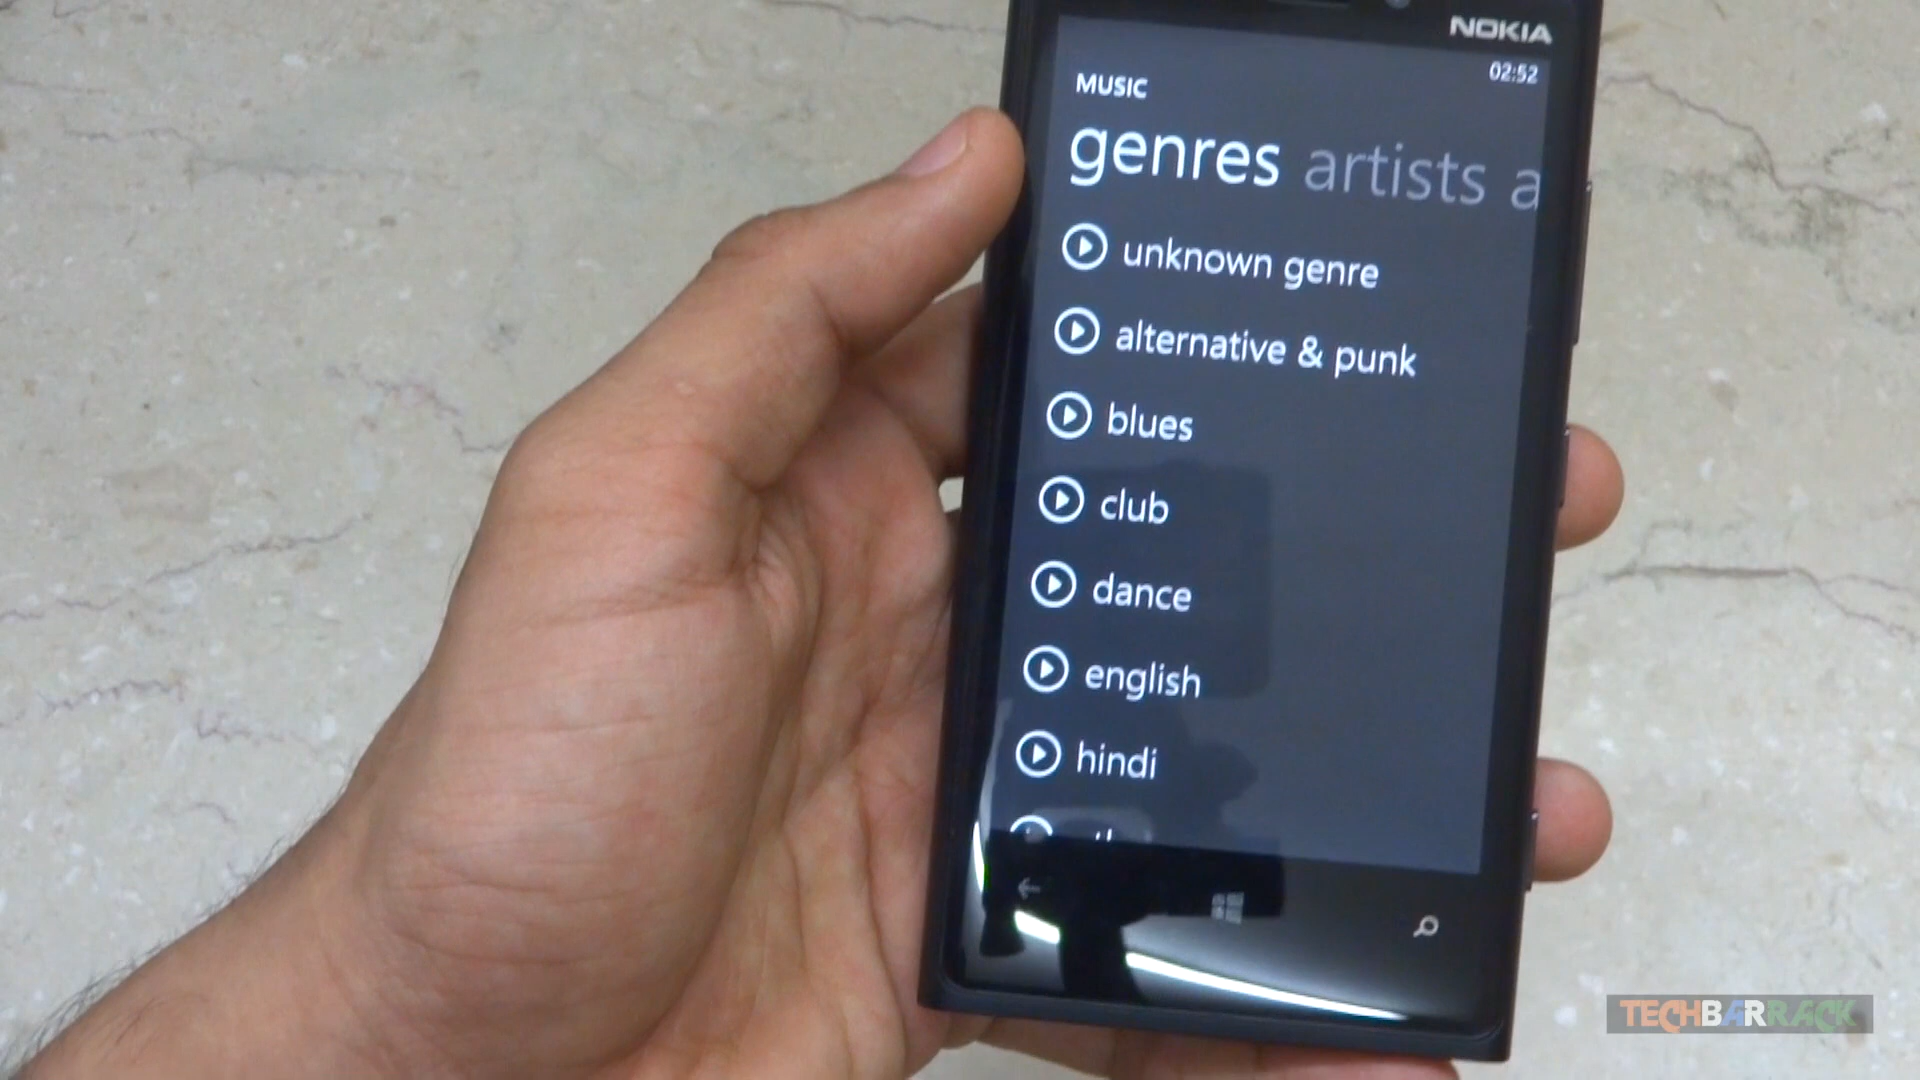 NOKIA
02:52
MUSIC
genres artists a
unknown genre
alternative & punk
blues
club
dance
english
hindi
TECHBARRACK